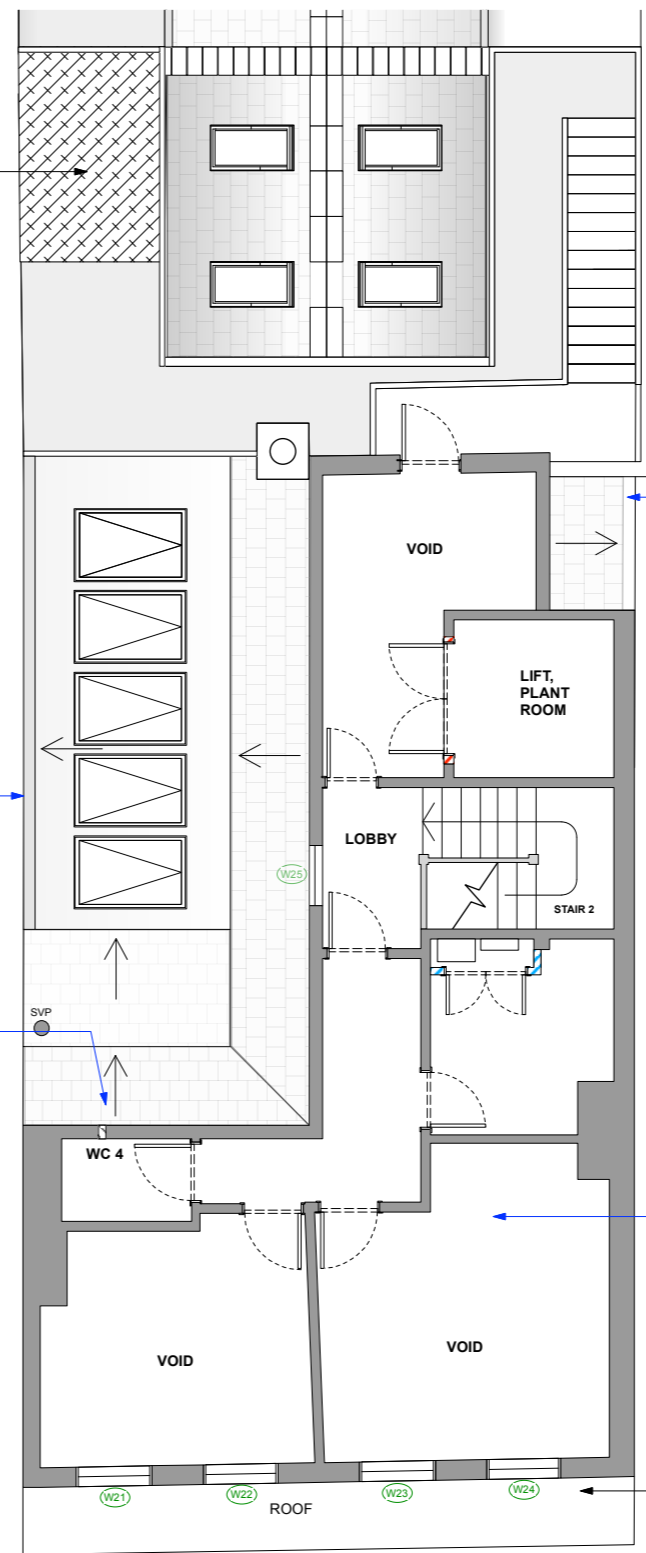 VOID
LIFT,
PLANT
ROOM
LOBBY
W25
STAIR 2
SVP
WC 4
VOID
VOID
W21
W22
W23
W24
ROOF